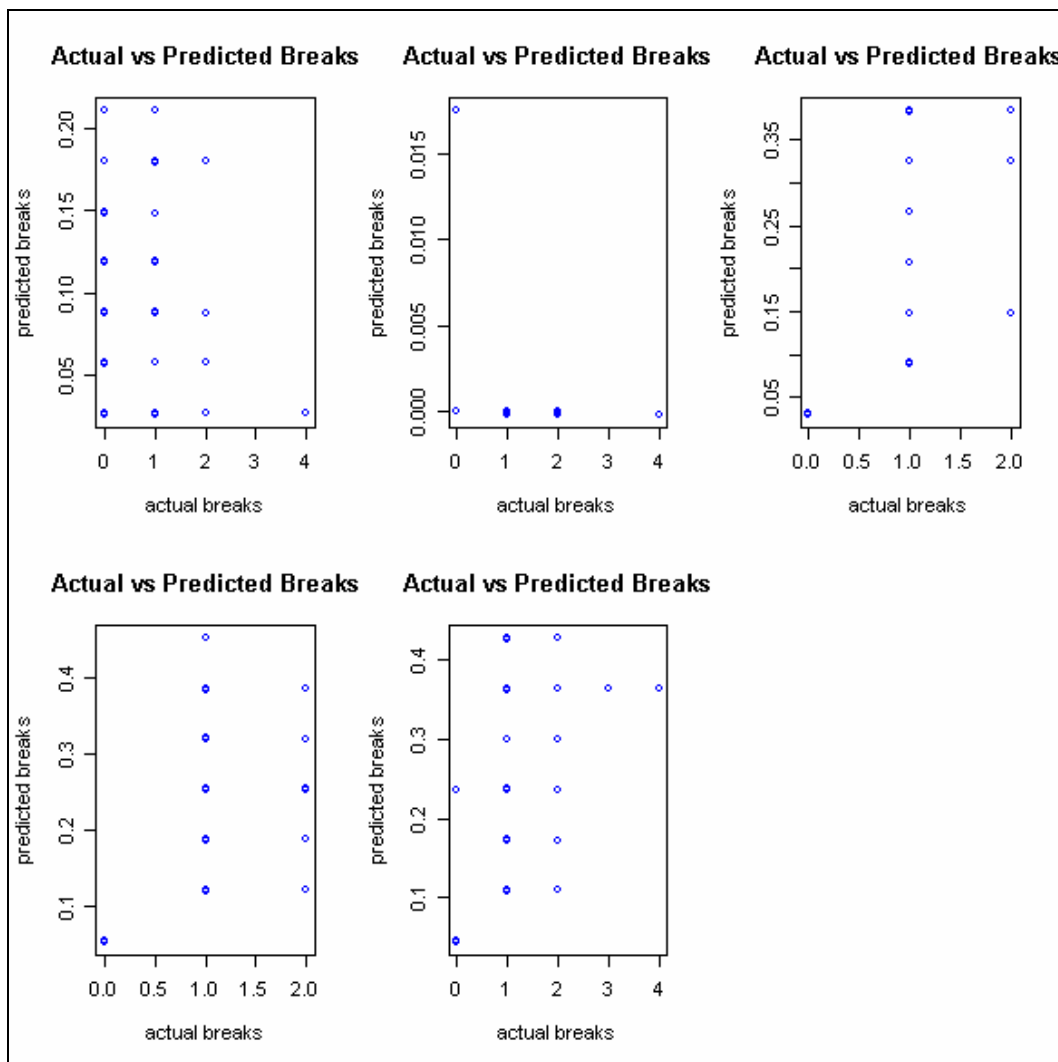 Actual vs Predicted Breaks
predicted breaks
0.20
0.15
0.10
0.05
0 1 2 3 4
actual breaks
Actual vs Predicted Breaks
predicted breaks
0.015
0.010
0.005
0.000
0 1 2 3 4
actual breaks
Actual vs Predicted Breaks
predicted breaks
0.35
0.25
0.15
0.05
0.0 0.5 1.0 1.5 2.0
actual breaks
Actual vs Predicted Breaks
predicted breaks
0.4
0.3
0.2
0.1
0.0 0.5 1.0 1.5 2.0
actual breaks
Actual vs Predicted Breaks
predicted breaks
0.4
0.3
0.2
0.1
0 1 2 3 4
actual breaks